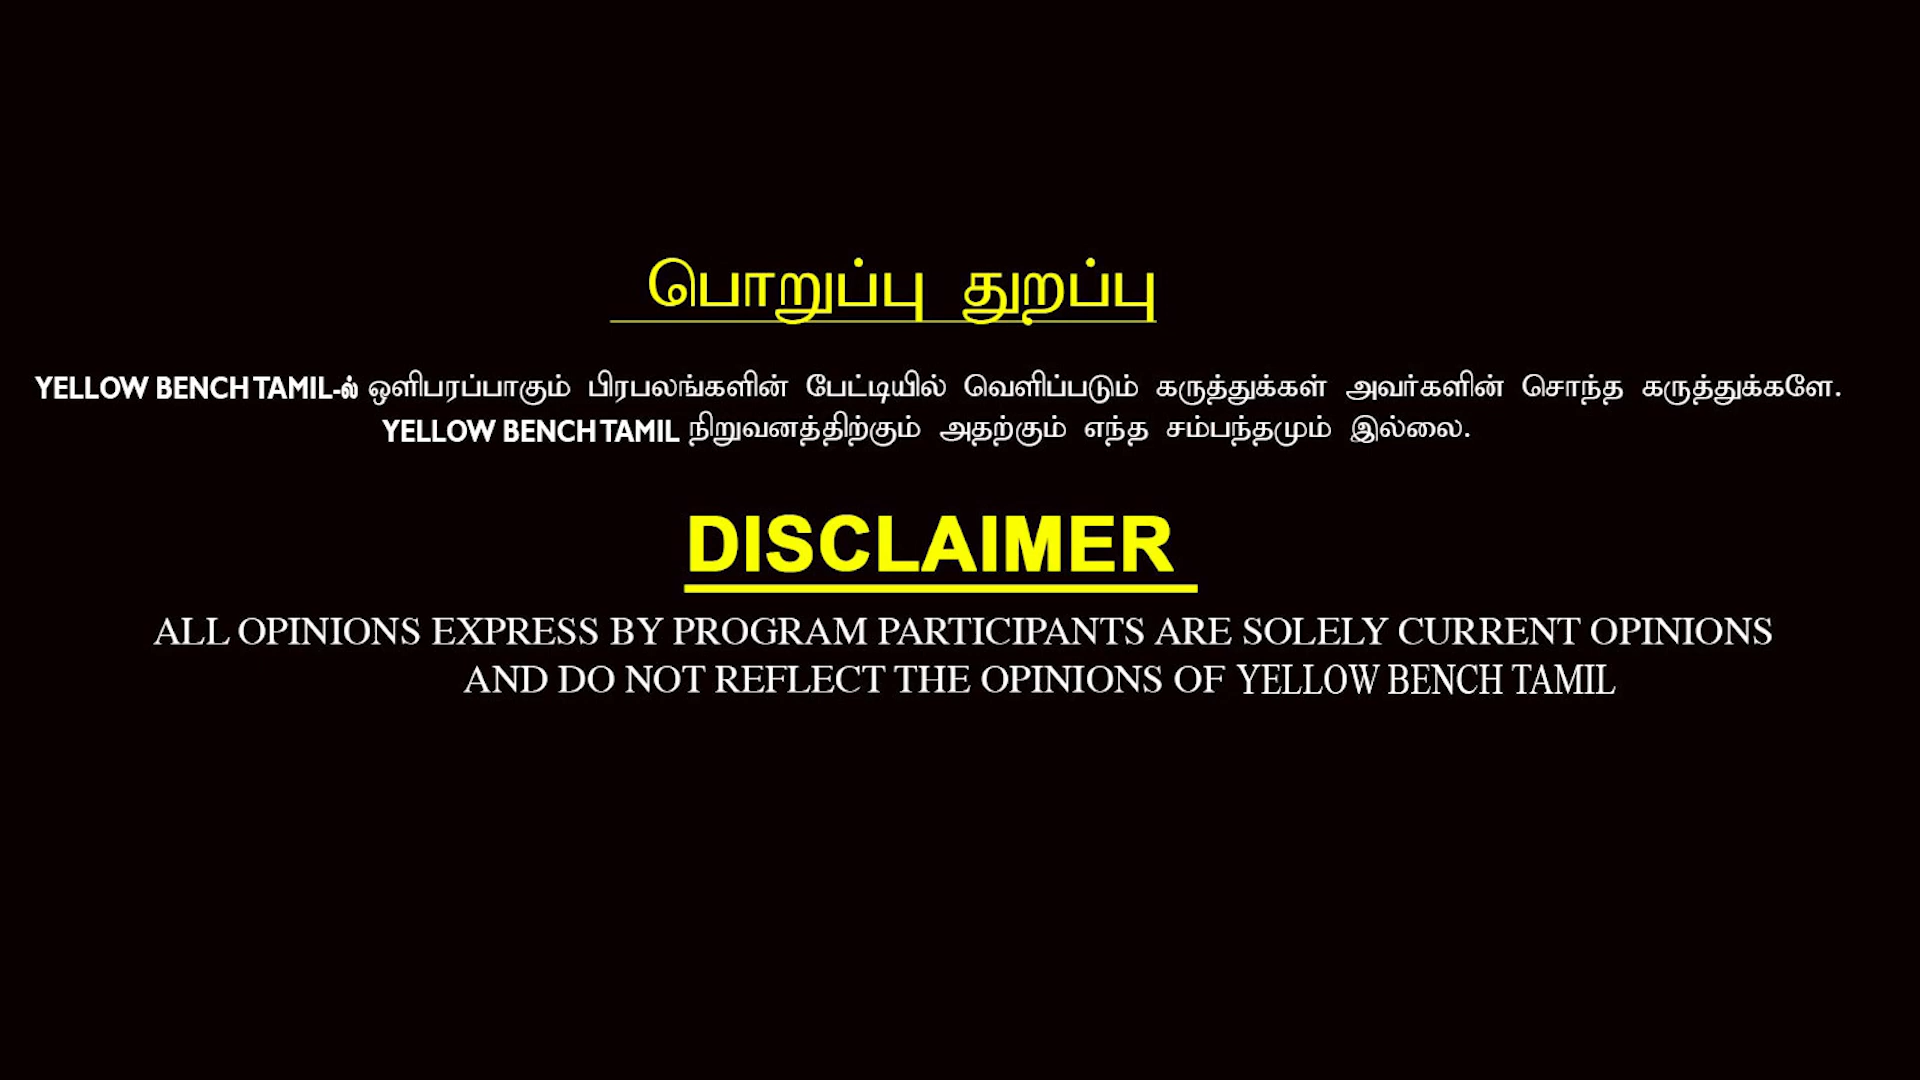 பொறுப்பு துறப்பு
YELLOW BENCH TAMIL-ல் ஒளிபரப்பாகும் பிரபலங்களின் பேட்டியில் வெளிப்படும் கருத்துக்கள் அவர்களின் சொந்த கருத்துக்களே.
YELLOW BENCH TAMIL நிறுவனத்திற்கும் அதற்கும் எந்த சம்பந்தமும் இல்லை.
DISCLAIMER
ALL OPINIONS EXPRESS BY PROGRAM PARTICIPANTS ARE SOLELY CURRENT OPINIONS
AND DO NOT REFLECT THE OPINIONS OF YELLOW BENCH TAMIL